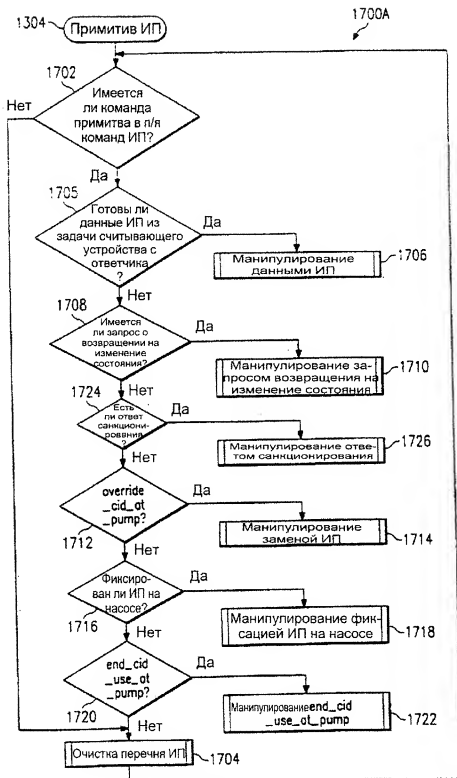 1304
Примитив ИП
1700A
1702
Имеется
ли команда
примитва в п/я
команд ИП?
Нет
Да
1705
Готовы ли
данные ИП из
задачи считывающего
устройства с
ответчика
?
Да
Манипулирование
данными ИП
1706
Нет
1708
Имеется
ли запрос о
возвращении на
изменение
состояния?
Да
Манипулирование за-
просом возвращения на
изменение состояния
1710
Нет
1724
Есть
ли ответ
санкциони-
рования
?
Да
Манипулирование отве-
том санкционирования
1726
Нет
override
_cid_at
_pump?
1712
Да
Манипулирование
заменой ИП
1714
Нет
Фиксиро-
ван ли ИП на
насосе?
1716
Да
Манипулирование фик-
сацией ИП на насосе
1718
Нет
end_cid
_use_at
_pump?
1720
Да
Манипулирование end_cid
_use_at_pump
1722
Нет
Очистка перечня ИП
1704